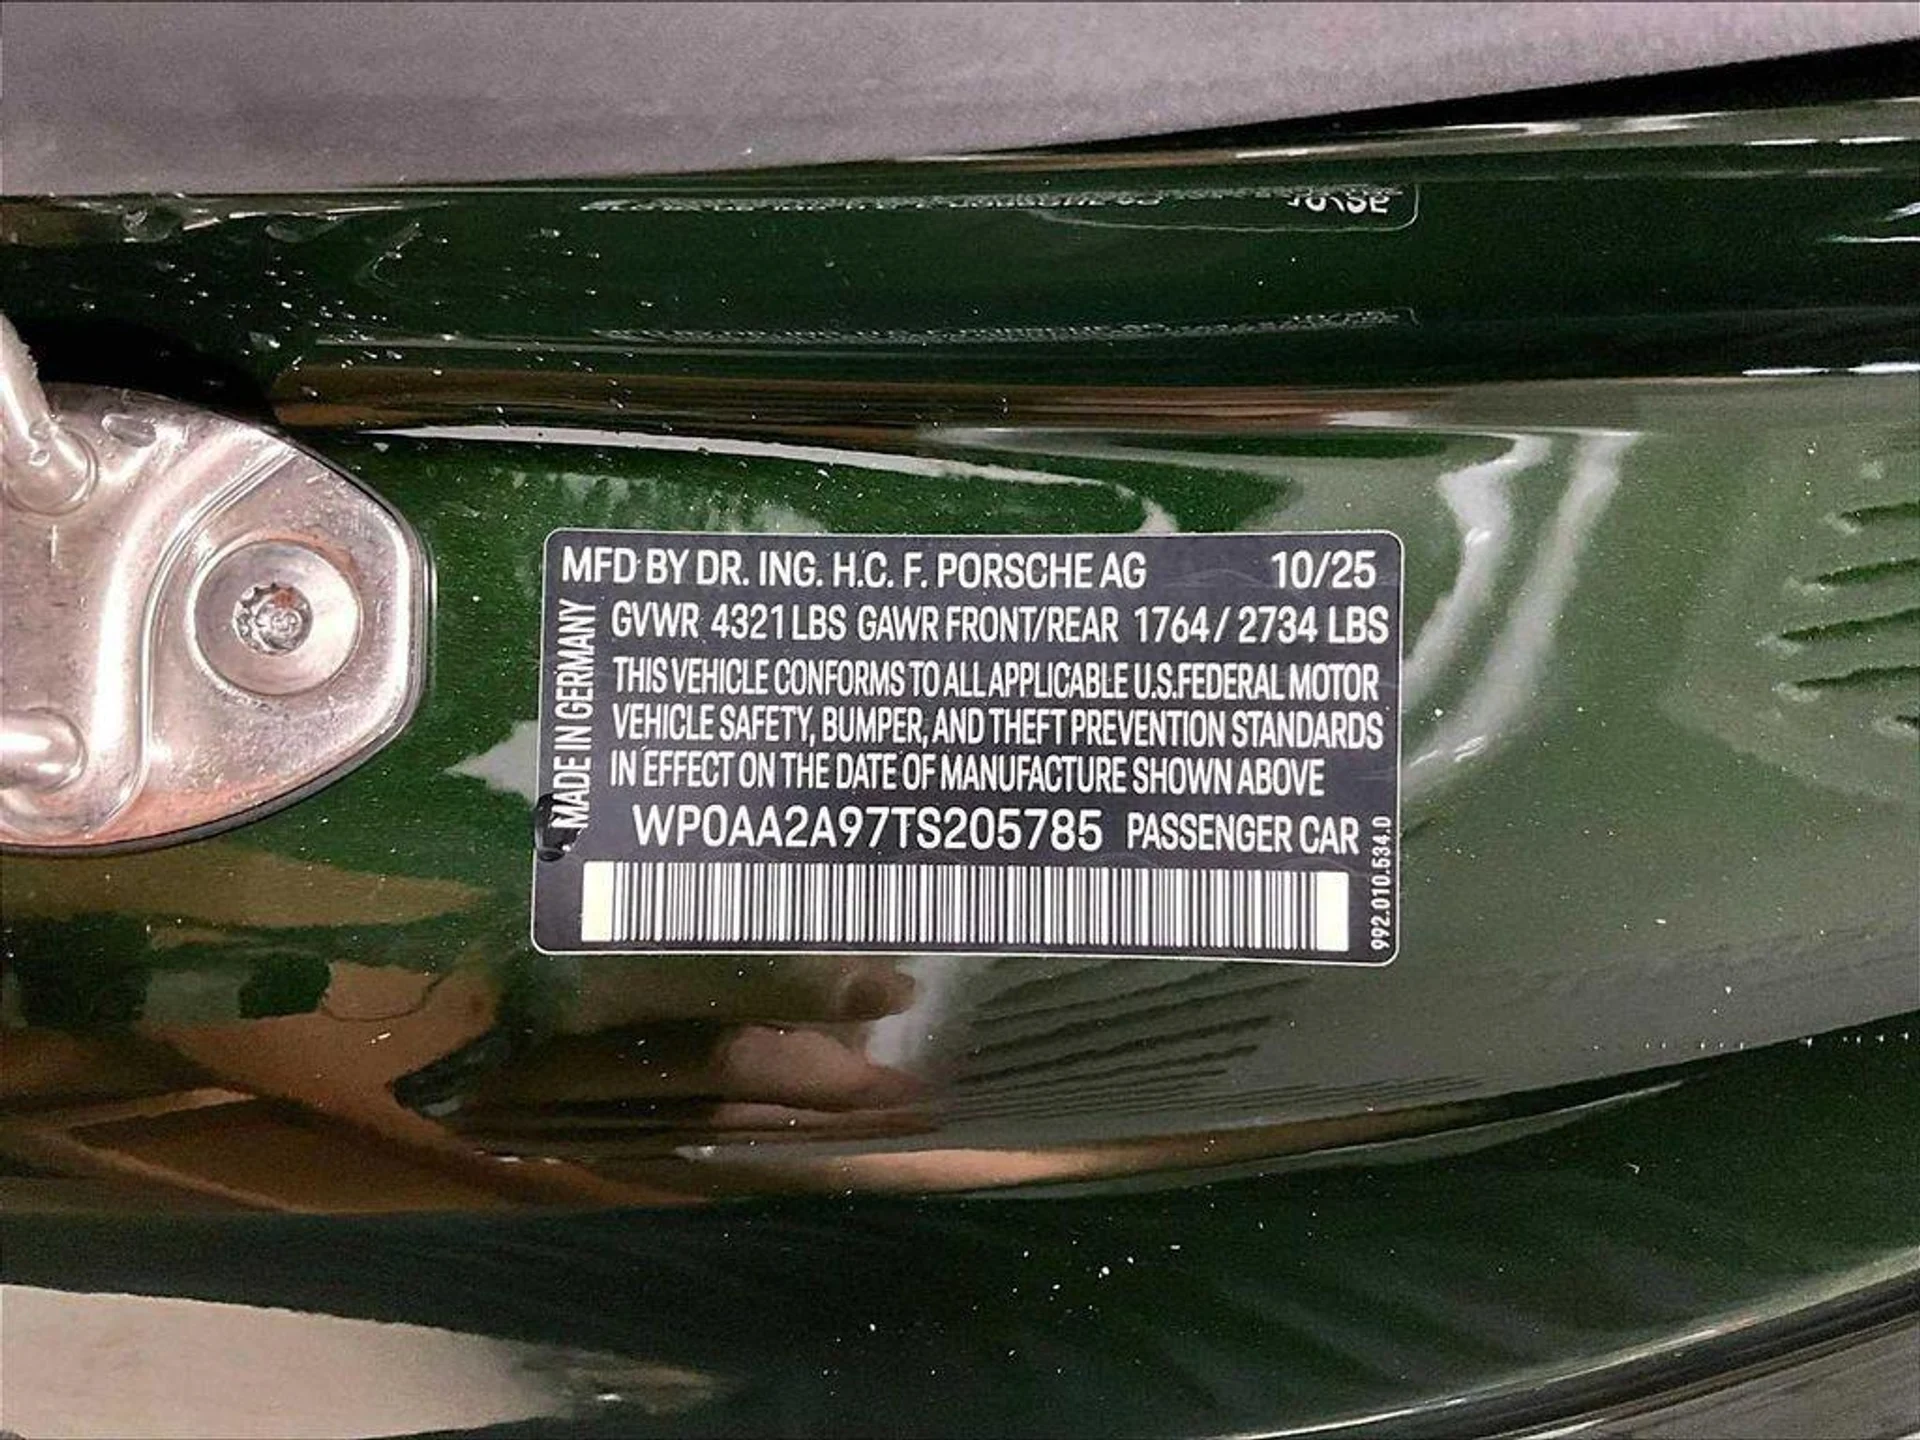 MFD BY DR. ING. H.C. F. PORSCHE AG 10/25
GVWR 4321 LBS GAWR FRONT/REAR 1764 / 2734 LBS
THIS VEHICLE CONFORMS TO ALL APPLICABLE U.S.FEDERAL MOTOR
VEHICLE SAFETY, BUMPER, AND THEFT PREVENTION STANDARDS
IN EFFECT ON THE DATE OF MANUFACTURE SHOWN ABOVE
WP0AA2A97TS205785 PASSENGER CAR
MADE IN GERMANY
992.010.534.0